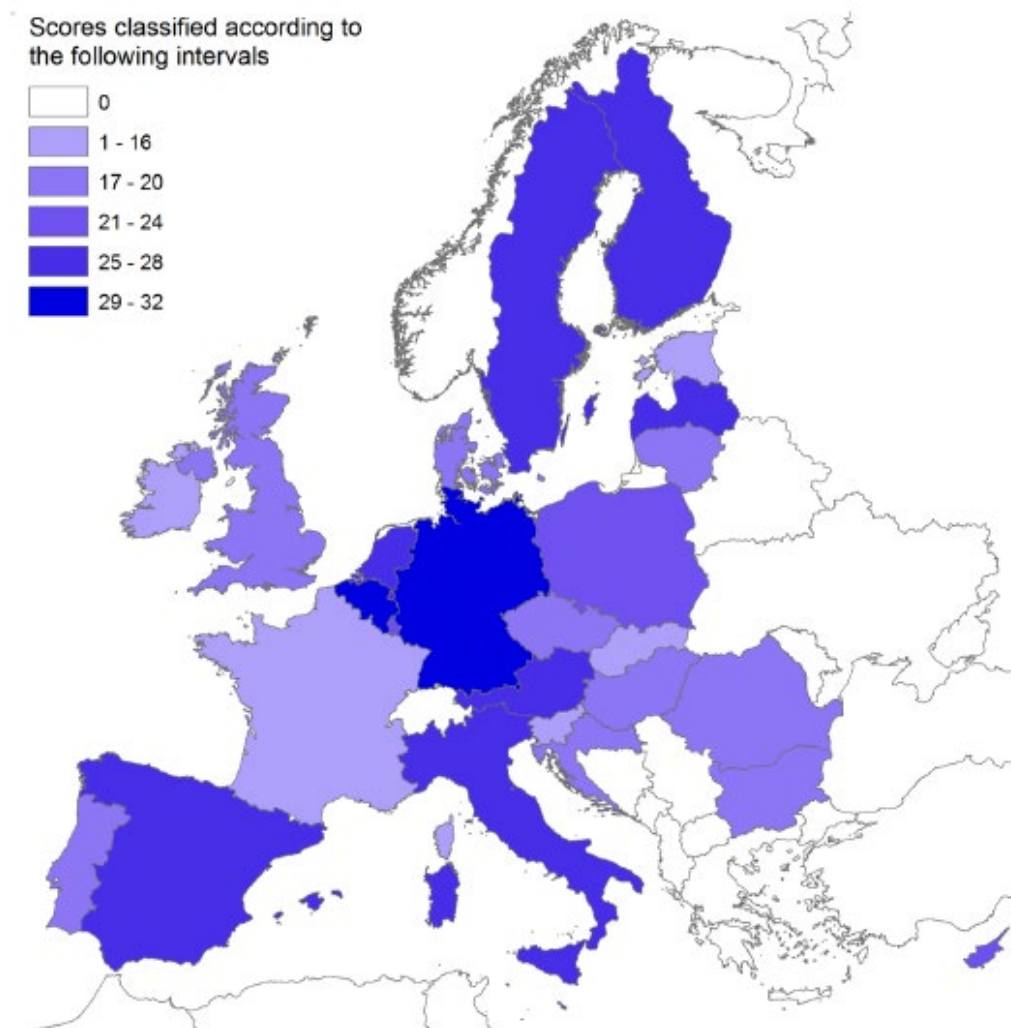 Scores classified according to
the following intervals
0
1 - 16
17 - 20
21 - 24
25 - 28
29 - 32